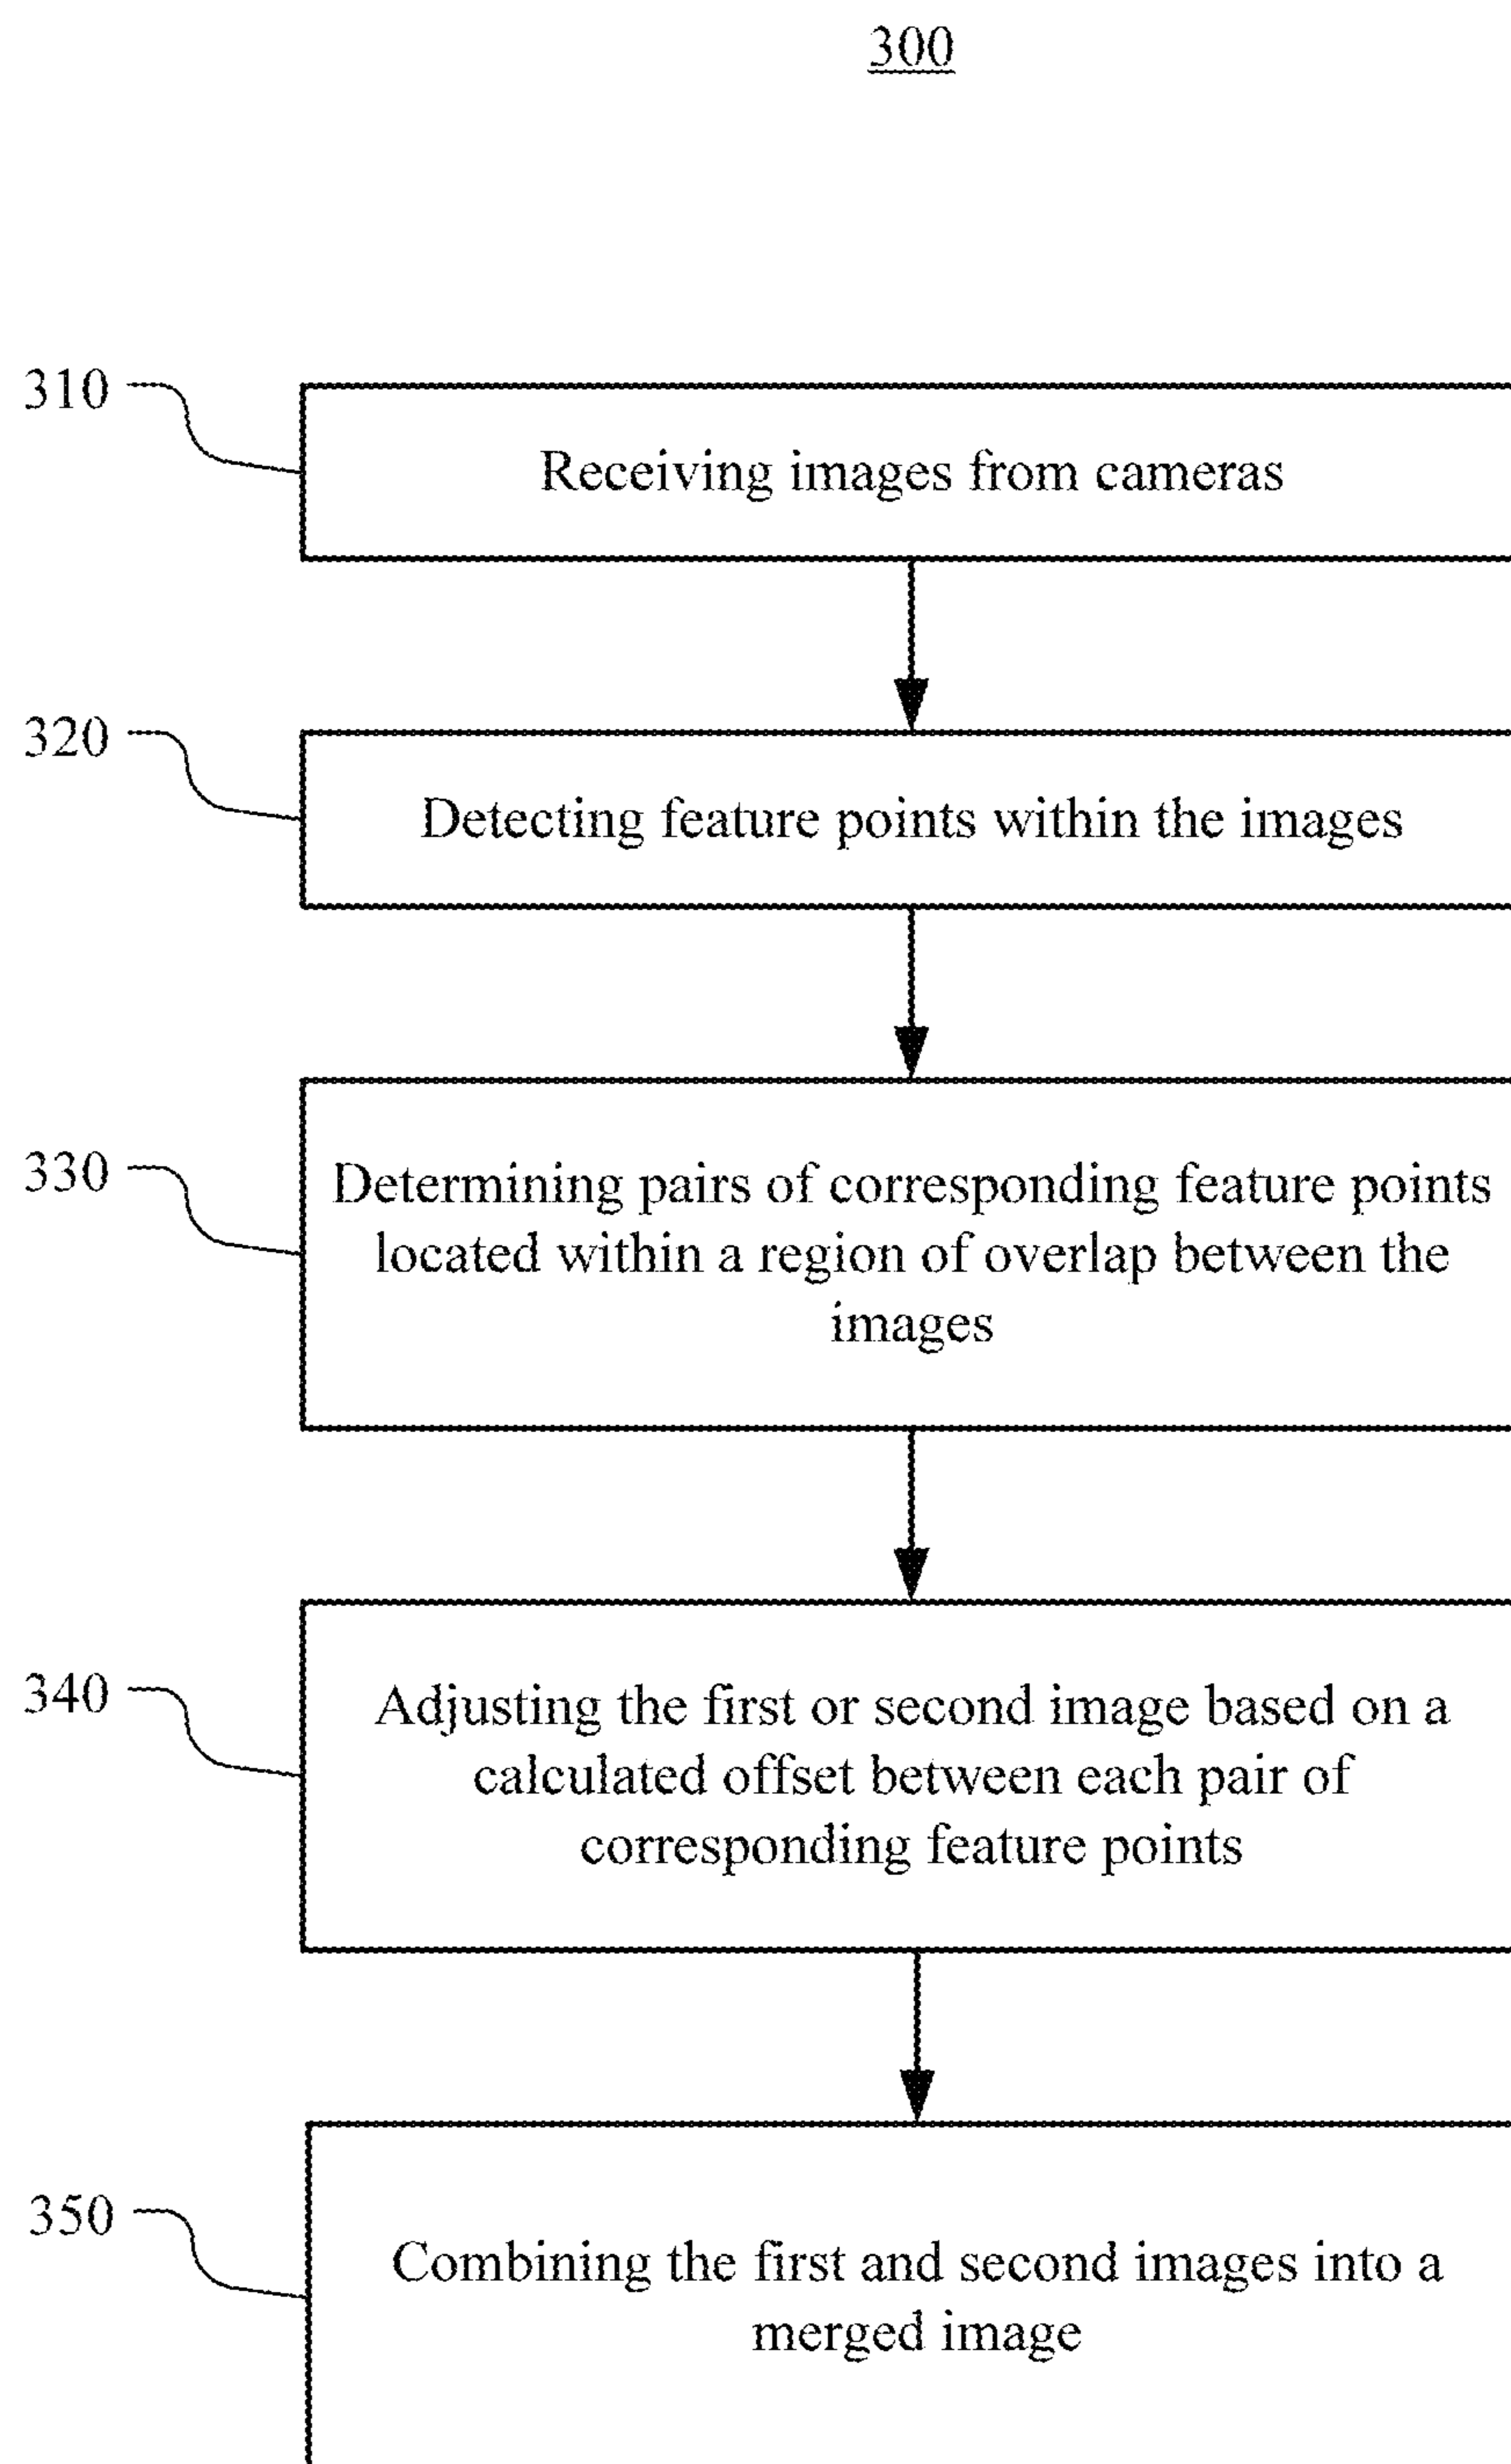 300
310
Receiving images from cameras
320
Detecting feature points within the images
330
Determining pairs of corresponding feature points
located within a region of overlap between the
images
340
Adjusting the first or second image based on a
calculated offset between each pair of
corresponding feature points
350
Combining the first and second images into a
merged image